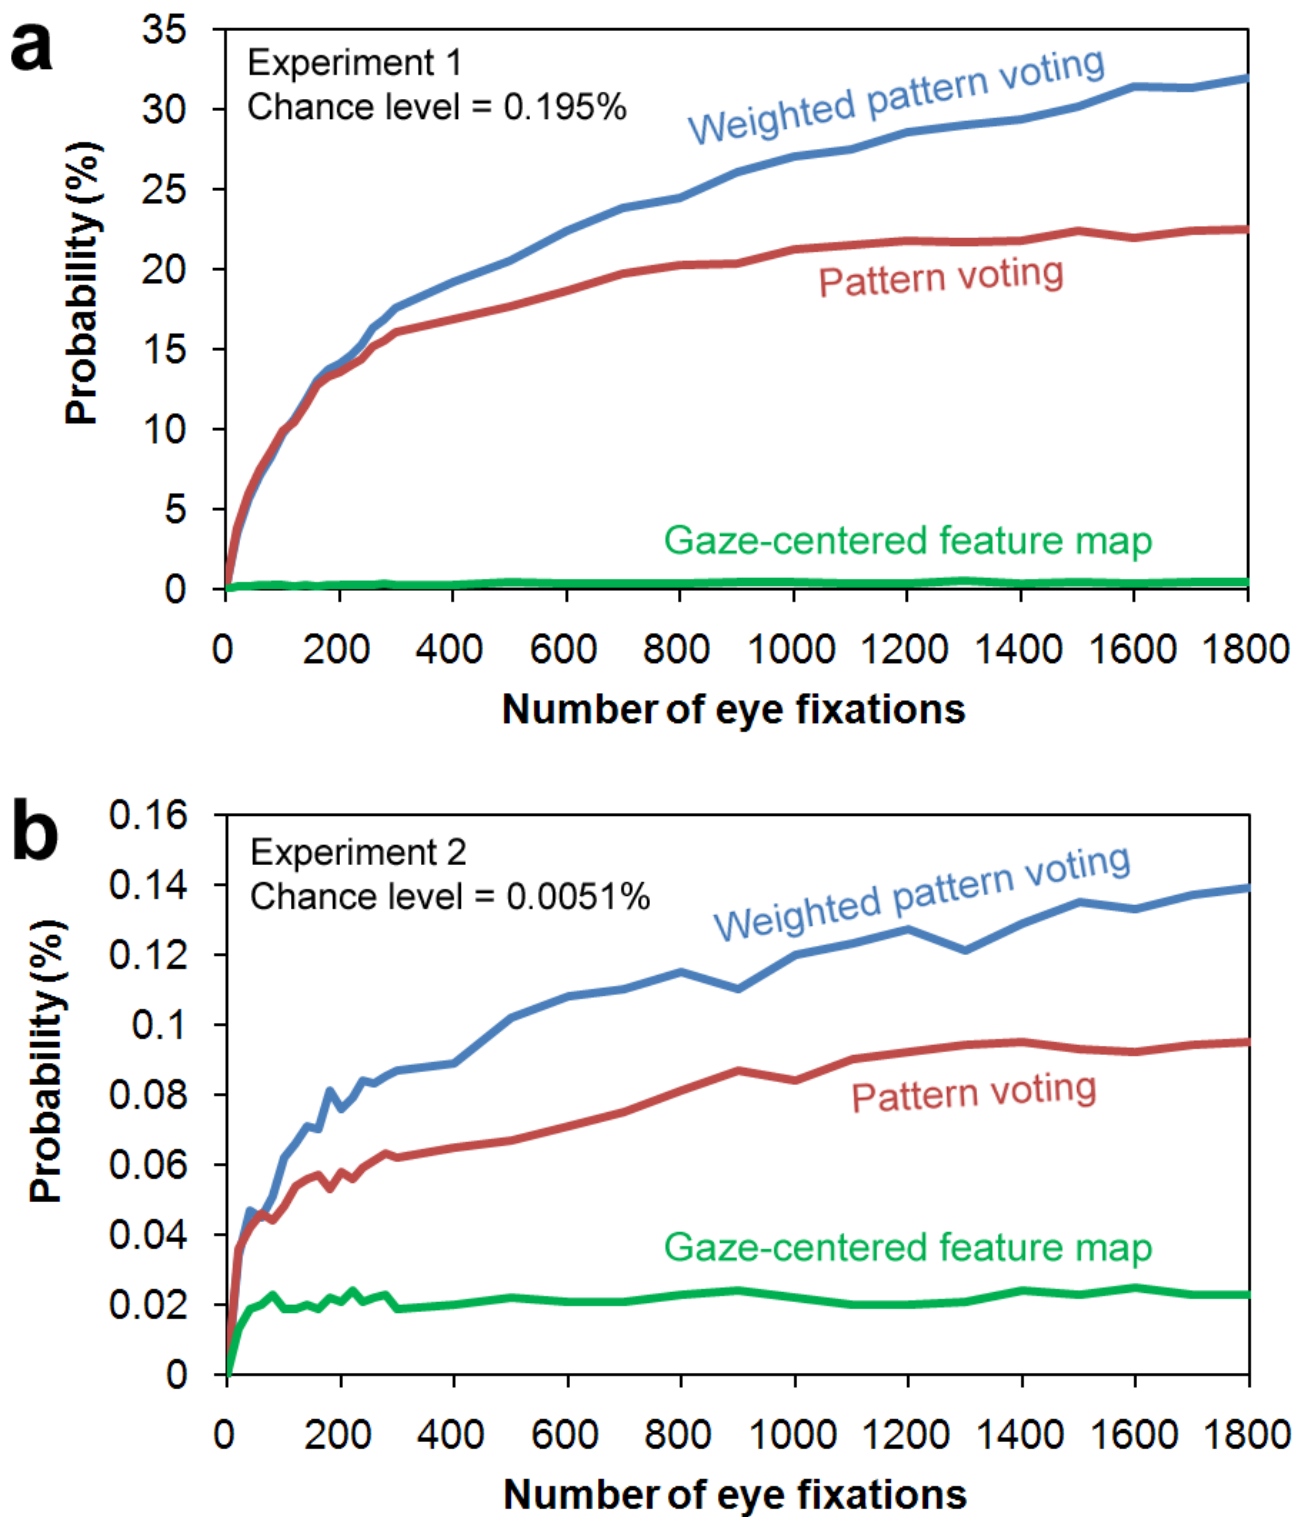 a
Experiment 1
Chance level = 0.195%
Weighted pattern voting
Pattern voting
Gaze-centered feature map
Probability (%)
35
30
25
20
15
10
5
0
0 200 400 600 800 1000 1200 1400 1600 1800
Number of eye fixations
b
Experiment 2
Chance level = 0.0051%
Weighted pattern voting
Pattern voting
Gaze-centered feature map
Probability (%)
0.16
0.14
0.12
0.1
0.08
0.06
0.04
0.02
0
0 200 400 600 800 1000 1200 1400 1600 1800
Number of eye fixations